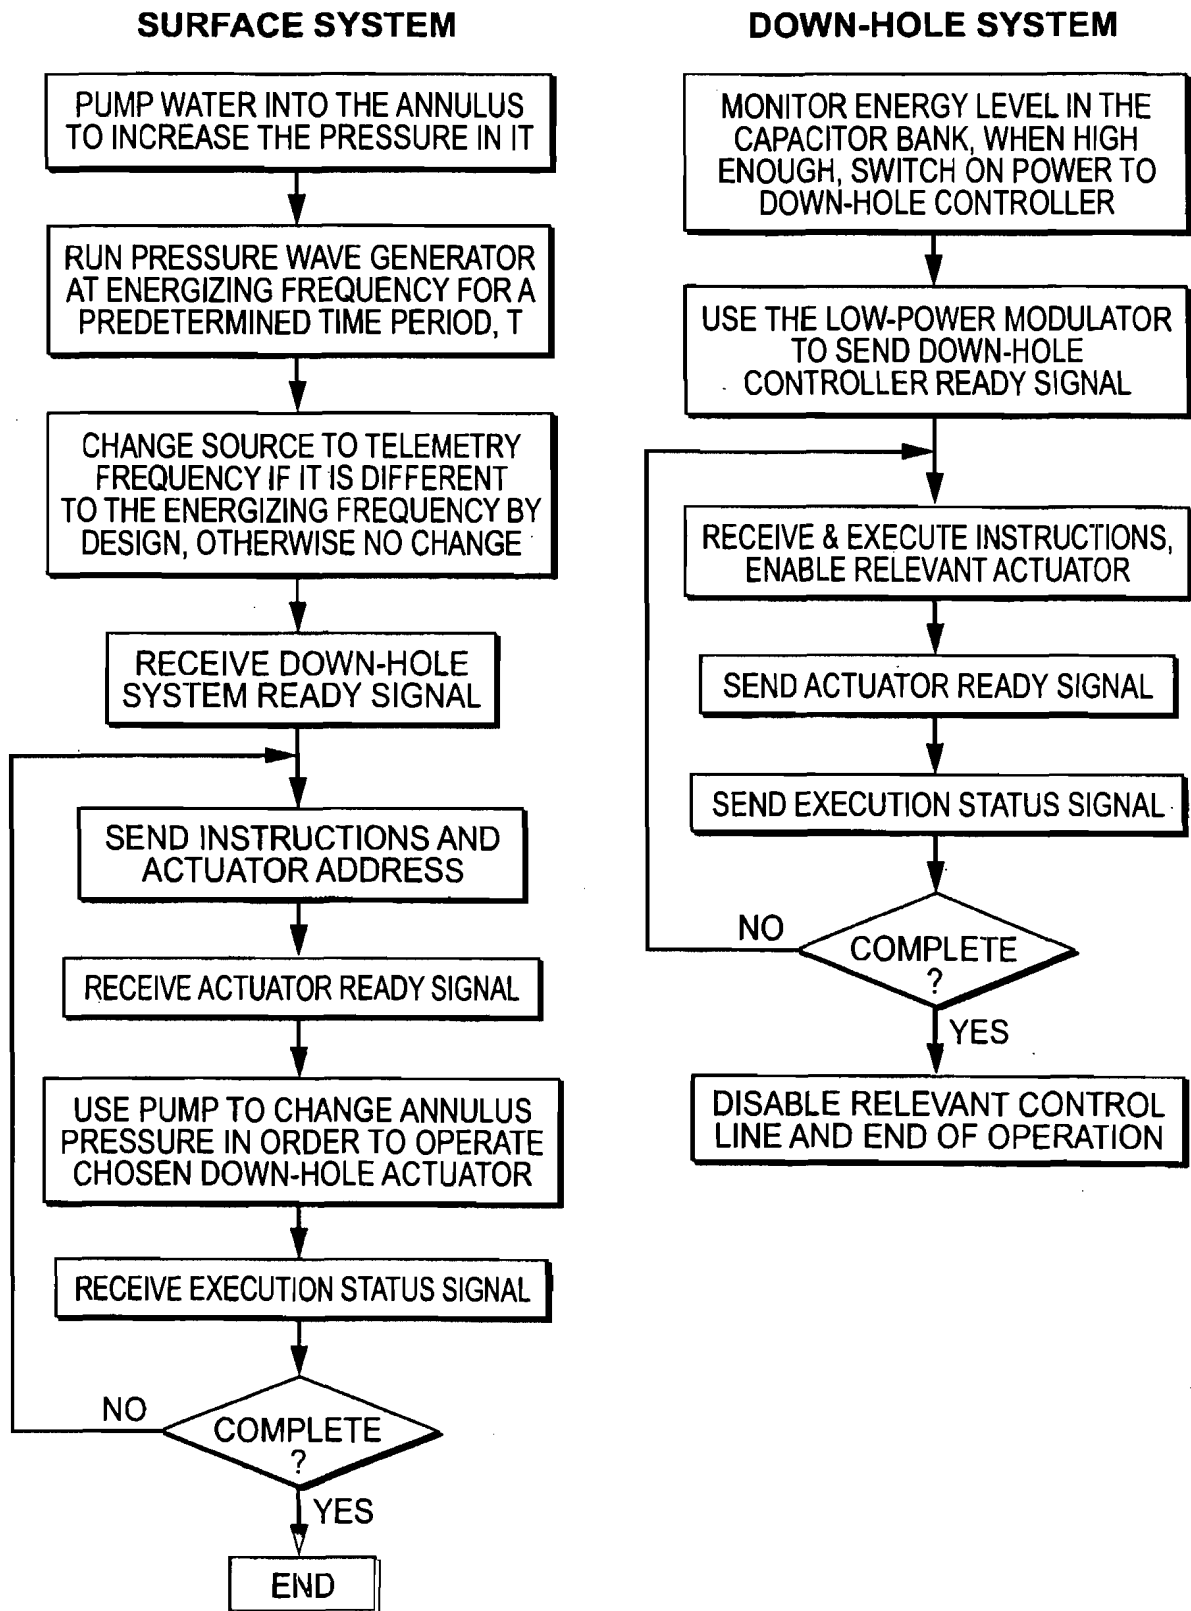 SURFACE SYSTEM
PUMP WATER INTO THE ANNULUS
TO INCREASE THE PRESSURE IN IT
RUN PRESSURE WAVE GENERATOR
AT ENERGIZING FREQUENCY FOR A
PREDETERMINED TIME PERIOD, T
CHANGE SOURCE TO TELEMETRY
FREQUENCY IF IT IS DIFFERENT
TO THE ENERGIZING FREQUENCY BY
DESIGN, OTHERWISE NO CHANGE
RECEIVE DOWN-HOLE
SYSTEM READY SIGNAL
SEND INSTRUCTIONS AND
ACTUATOR ADDRESS
RECEIVE ACTUATOR READY SIGNAL
USE PUMP TO CHANGE ANNULUS
PRESSURE IN ORDER TO OPERATE
CHOSEN DOWN-HOLE ACTUATOR
RECEIVE EXECUTION STATUS SIGNAL
NO
COMPLETE
?
YES
END
DOWN-HOLE SYSTEM
MONITOR ENERGY LEVEL IN THE
CAPACITOR BANK, WHEN HIGH
ENOUGH, SWITCH ON POWER TO
DOWN-HOLE CONTROLLER
USE THE LOW-POWER MODULATOR
TO SEND DOWN-HOLE
CONTROLLER READY SIGNAL
RECEIVE & EXECUTE INSTRUCTIONS,
ENABLE RELEVANT ACTUATOR
SEND ACTUATOR READY SIGNAL
SEND EXECUTION STATUS SIGNAL
NO
COMPLETE
?
YES
DISABLE RELEVANT CONTROL
LINE AND END OF OPERATION